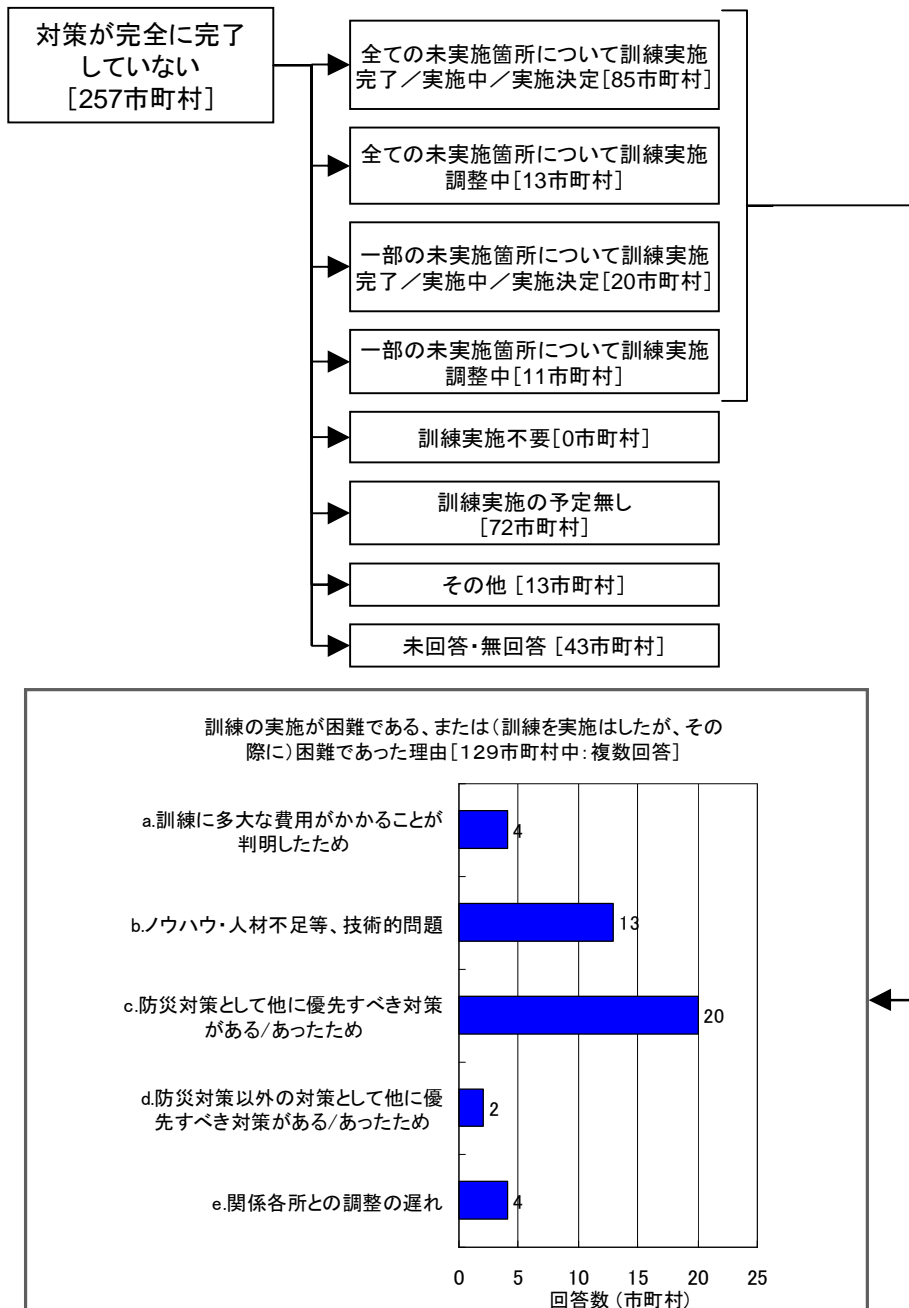 対策が完全に完了
していない
[257市町村]
全ての未実施箇所について訓練実施
完了／実施中／実施決定[85市町村]
全ての未実施箇所について訓練実施
調整中[13市町村]
一部の未実施箇所について訓練実施
完了／実施中／実施決定[20市町村]
一部の未実施箇所について訓練実施
調整中[11市町村]
訓練実施不要[0市町村]
訓練実施の予定無し
[72市町村]
その他 [13市町村]
未回答・無回答 [43市町村]
訓練の実施が困難である、または(訓練を実施はしたが、その
際に)困難であった理由[129市町村中:複数回答]
a.訓練に多大な費用がかかることが
判明したため
4
b.ノウハウ・人材不足等、技術的問題
13
c.防災対策として他に優先すべき対策
がある/あったため
20
d.防災対策以外の対策として他に優
先すべき対策がある/あったため
2
e.関係各所との調整の遅れ
4
0 5 10 15 20 25
回答数 (市町村)